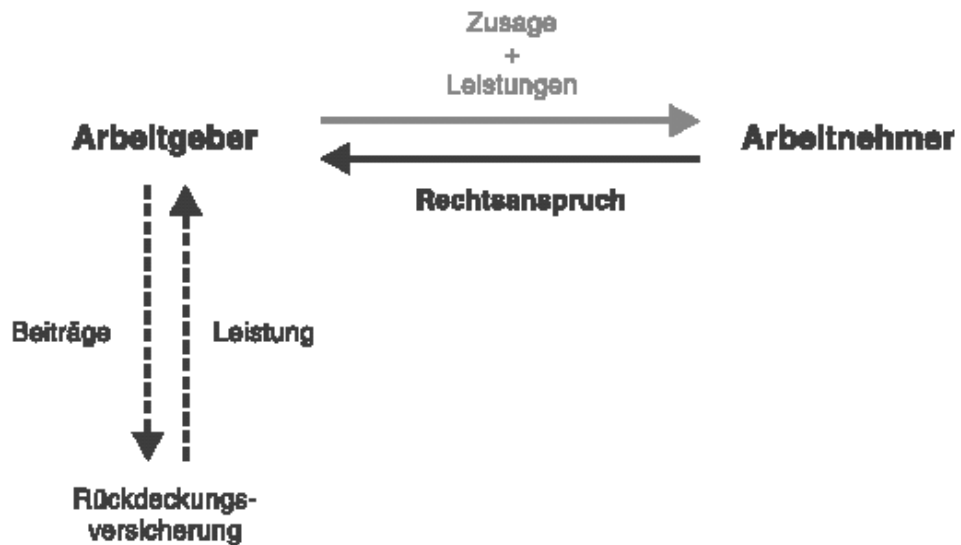 Zusage
+
Leistungen
Arbeitgeber
Arbeitnehmer
Rechtsanspruch
Beiträge
Leistung
Rückdeckungs-
versicherung